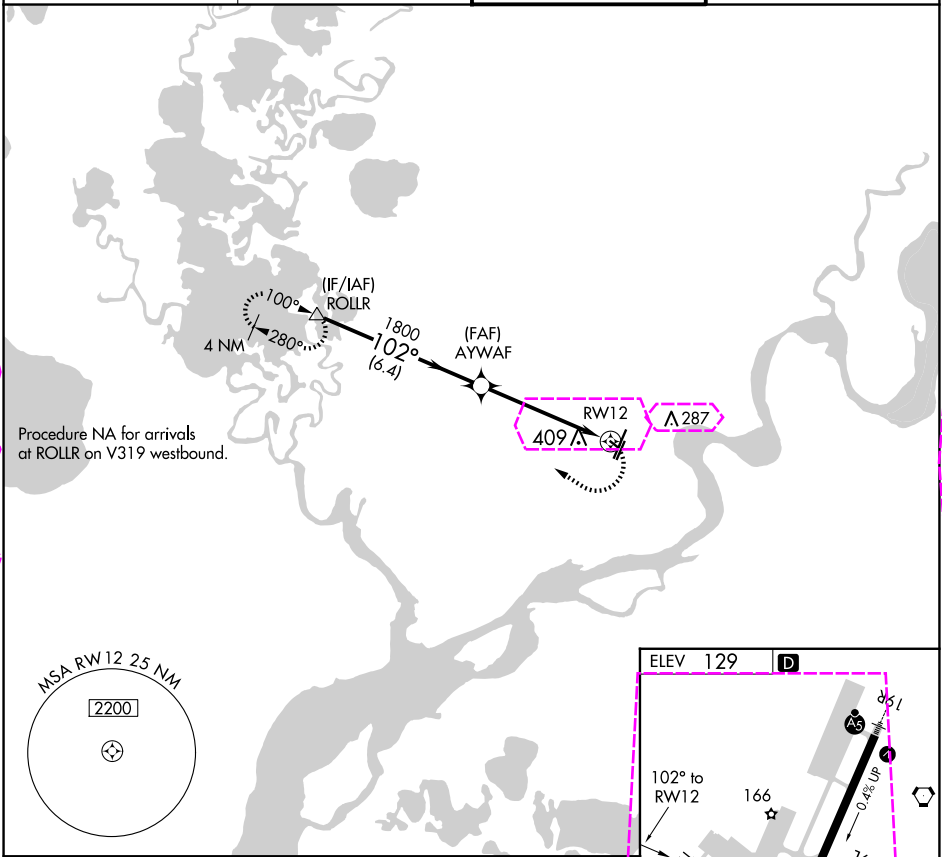 (IF/IAF)
ROLLR
100°
280°
4 NM
1800
102°
(6.4)
(FAF)
AYWAF
RW12
409
287
Procedure NA for arrivals
at ROLLR on V319 westbound.
MSA RW12 25 NM
2200
ELEV 129 D
A5
19R
0.4% UP
102° to
RW12
166